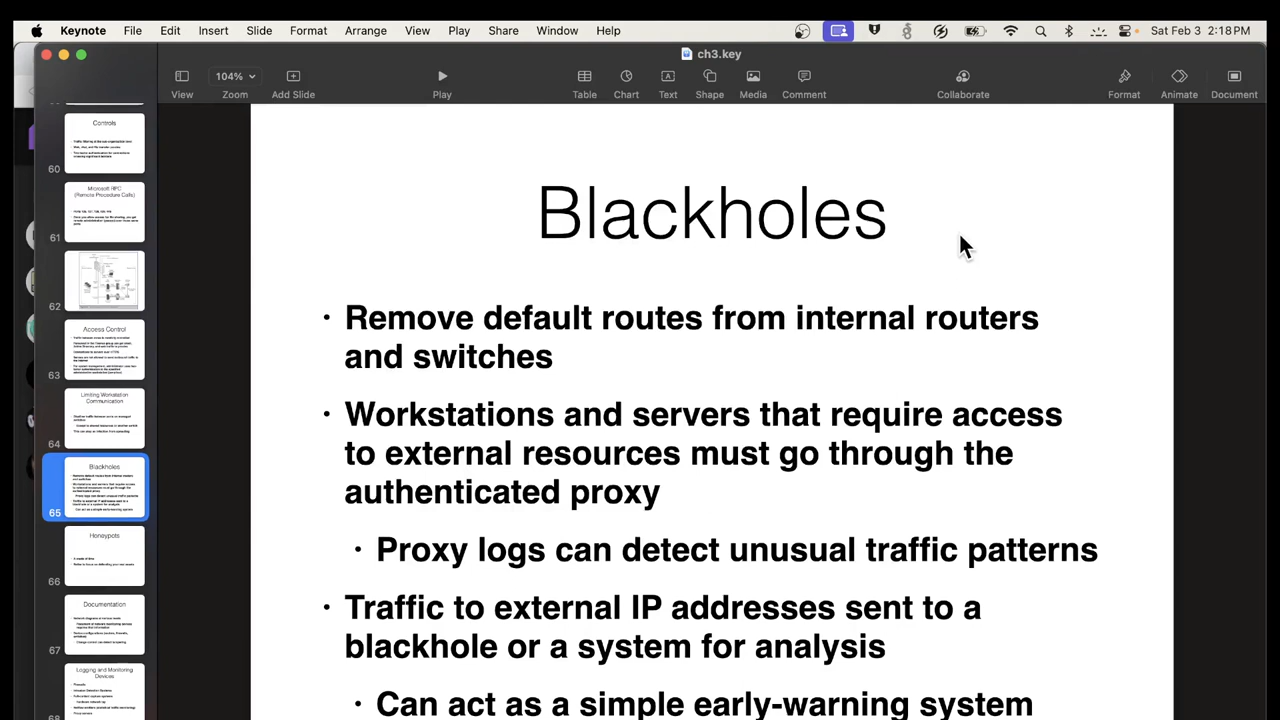 Keynote File Edit Insert Slide Format Arrange View Play Share Window Help Sat Feb 3 2:18 PM
ch3.key
104%
View Zoom Add Slide Play Table Chart Text Shape Media Comment Collaborate Format Animate Document
Controls
60
Microsoft RPC
(Remote Procedure Calls)
61
62
Access Control
63
Limiting Workstation
Communication
64
Blackholes
65
Honeypots
66
Documentation
67
Logging and Monitoring
Devices
68
Blackholes
• Remove default routes from internal routers
and switches
• Workstations and servers that require access
to external resources must go through the
authenticated proxy
• Proxy logs can detect unusual traffic patterns
• Traffic to external IP addresses sent to a
blackhole or a system for analysis
• Can act as a simple early-warning system